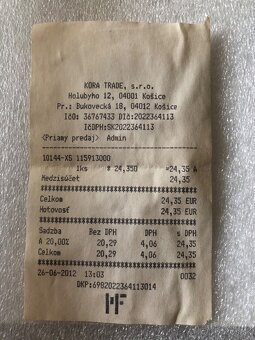 KORA TRADE, s.r.o.
Holubyho 12, 04001 Košice
Pr.: Bukovecká 18, 04012 Košice
IČO: 36767433 DIČ:2022364113
IČDPH:SK2022364113
<Priamy predaj> Admin
10144-XS 115913000
1ks * 24,350 =24,35 A
Medzisúčet 24,35
Celkom 24,35 EUR
Hotovosť 24,35 EUR
Sadzba Bez DPH DPH s DPH
A 20,00% 20,29 4,06 24,35
Celkom 20,29 4,06 24,35
26-06-2012 13:03 0032
DKP:6982022364113014